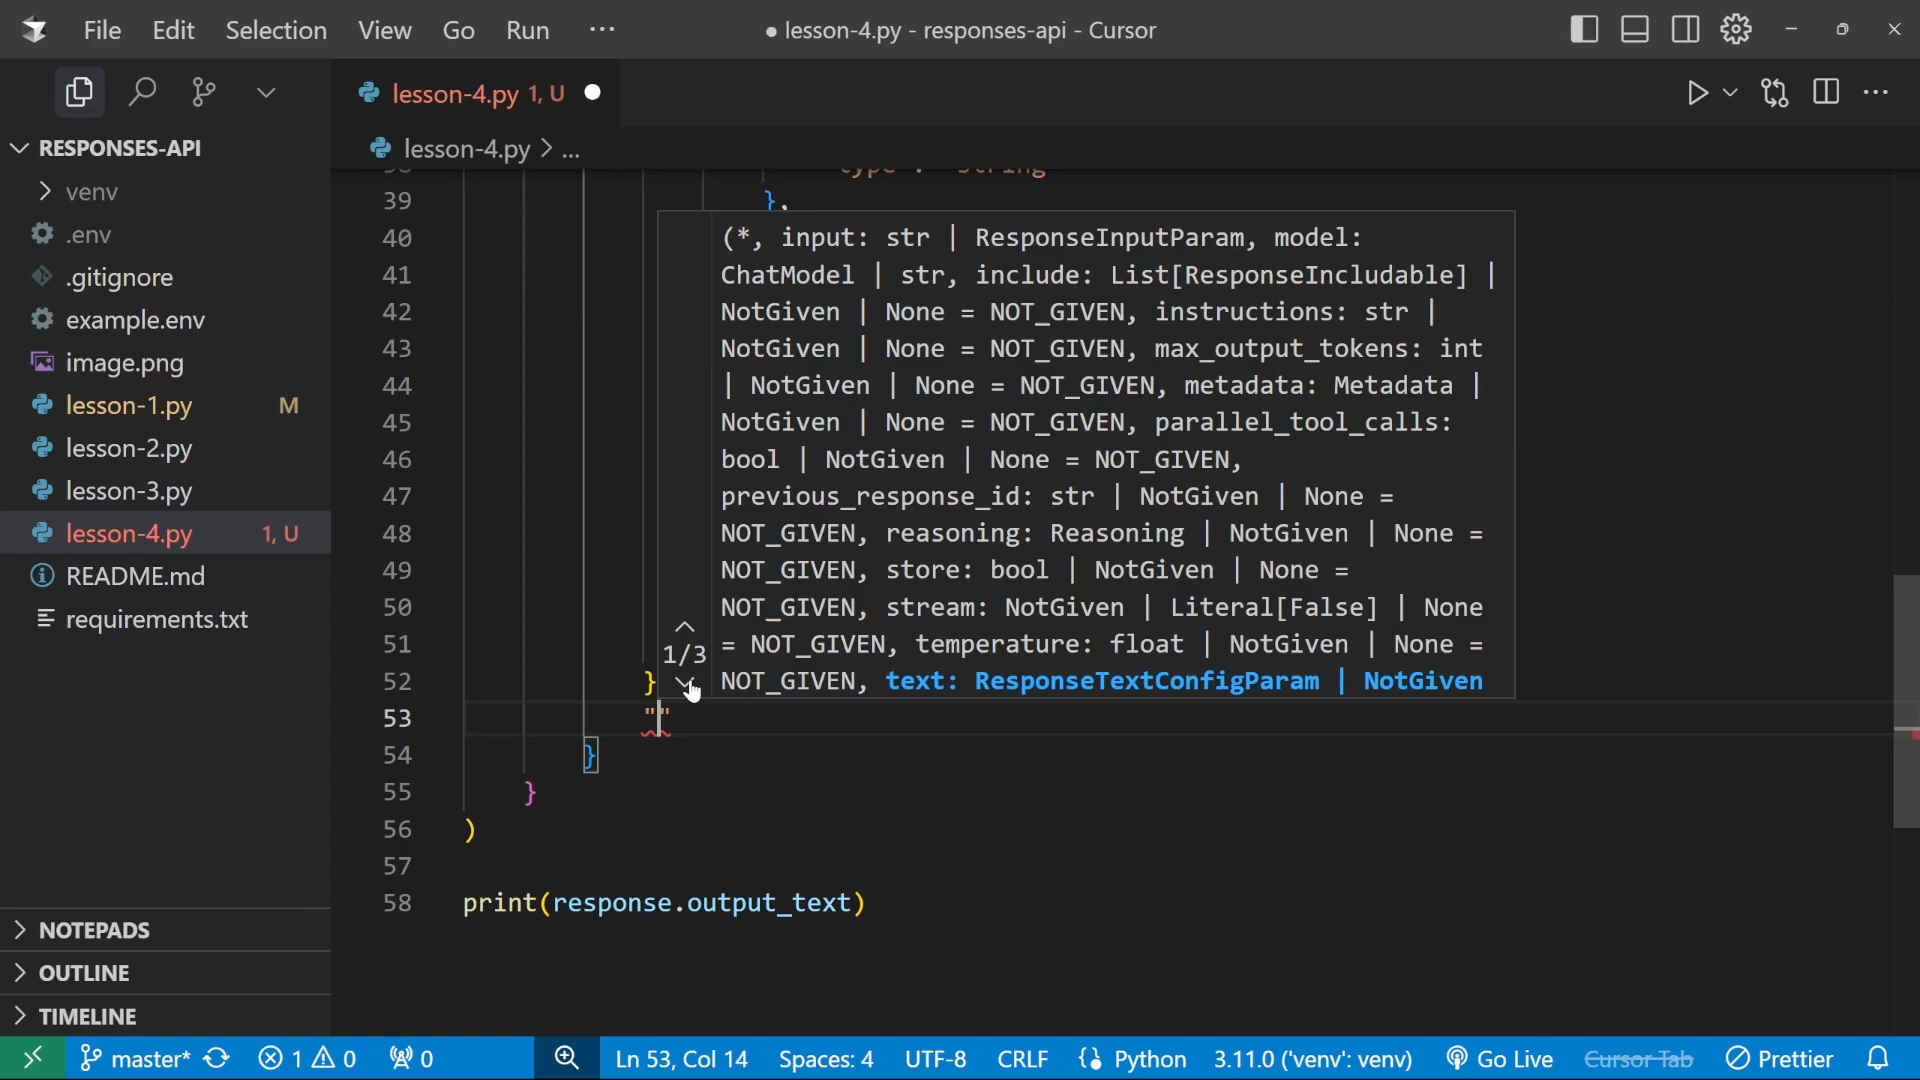 File Edit Selection View Go Run ···
● lesson-4.py - responses-api - Cursor
lesson-4.py 1, U
lesson-4.py > ...
RESPONSES-API
venv
.env
.gitignore
example.env
image.png
lesson-1.py M
lesson-2.py
lesson-3.py
lesson-4.py 1, U
README.md
requirements.txt
NOTEPADS
OUTLINE
TIMELINE
39 },
40
41
42
43
44
45
46
47
48
49
50
51
52 }
53 ""
54 }
55 }
56 )
57
58 print(response.output_text)
(*, input: str | ResponseInputParam, model:
ChatModel | str, include: List[ResponseIncludable] |
NotGiven | None = NOT_GIVEN, instructions: str |
NotGiven | None = NOT_GIVEN, max_output_tokens: int
| NotGiven | None = NOT_GIVEN, metadata: Metadata |
NotGiven | None = NOT_GIVEN, parallel_tool_calls:
bool | NotGiven | None = NOT_GIVEN,
previous_response_id: str | NotGiven | None =
NOT_GIVEN, reasoning: Reasoning | NotGiven | None =
NOT_GIVEN, store: bool | NotGiven | None =
NOT_GIVEN, stream: NotGiven | Literal[False] | None
= NOT_GIVEN, temperature: float | NotGiven | None =
NOT_GIVEN, text: ResponseTextConfigParam | NotGiven
1/3
master* 1 0 0 Ln 53, Col 14 Spaces: 4 UTF-8 CRLF Python 3.11.0 ('venv': venv) Go Live Cursor Tab Prettier